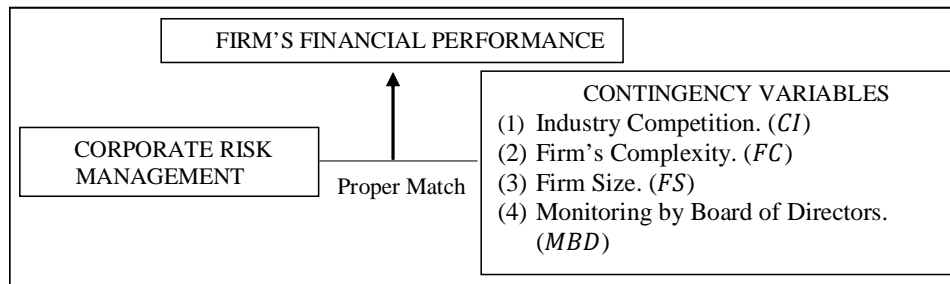 FIRM’S FINANCIAL PERFORMANCE
CORPORATE RISK
MANAGEMENT
Proper Match
CONTINGENCY VARIABLES
(1) Industry Competition. (CI)
(2) Firm’s Complexity. (FC)
(3) Firm Size. (FS)
(4) Monitoring by Board of Directors.
(MBD)